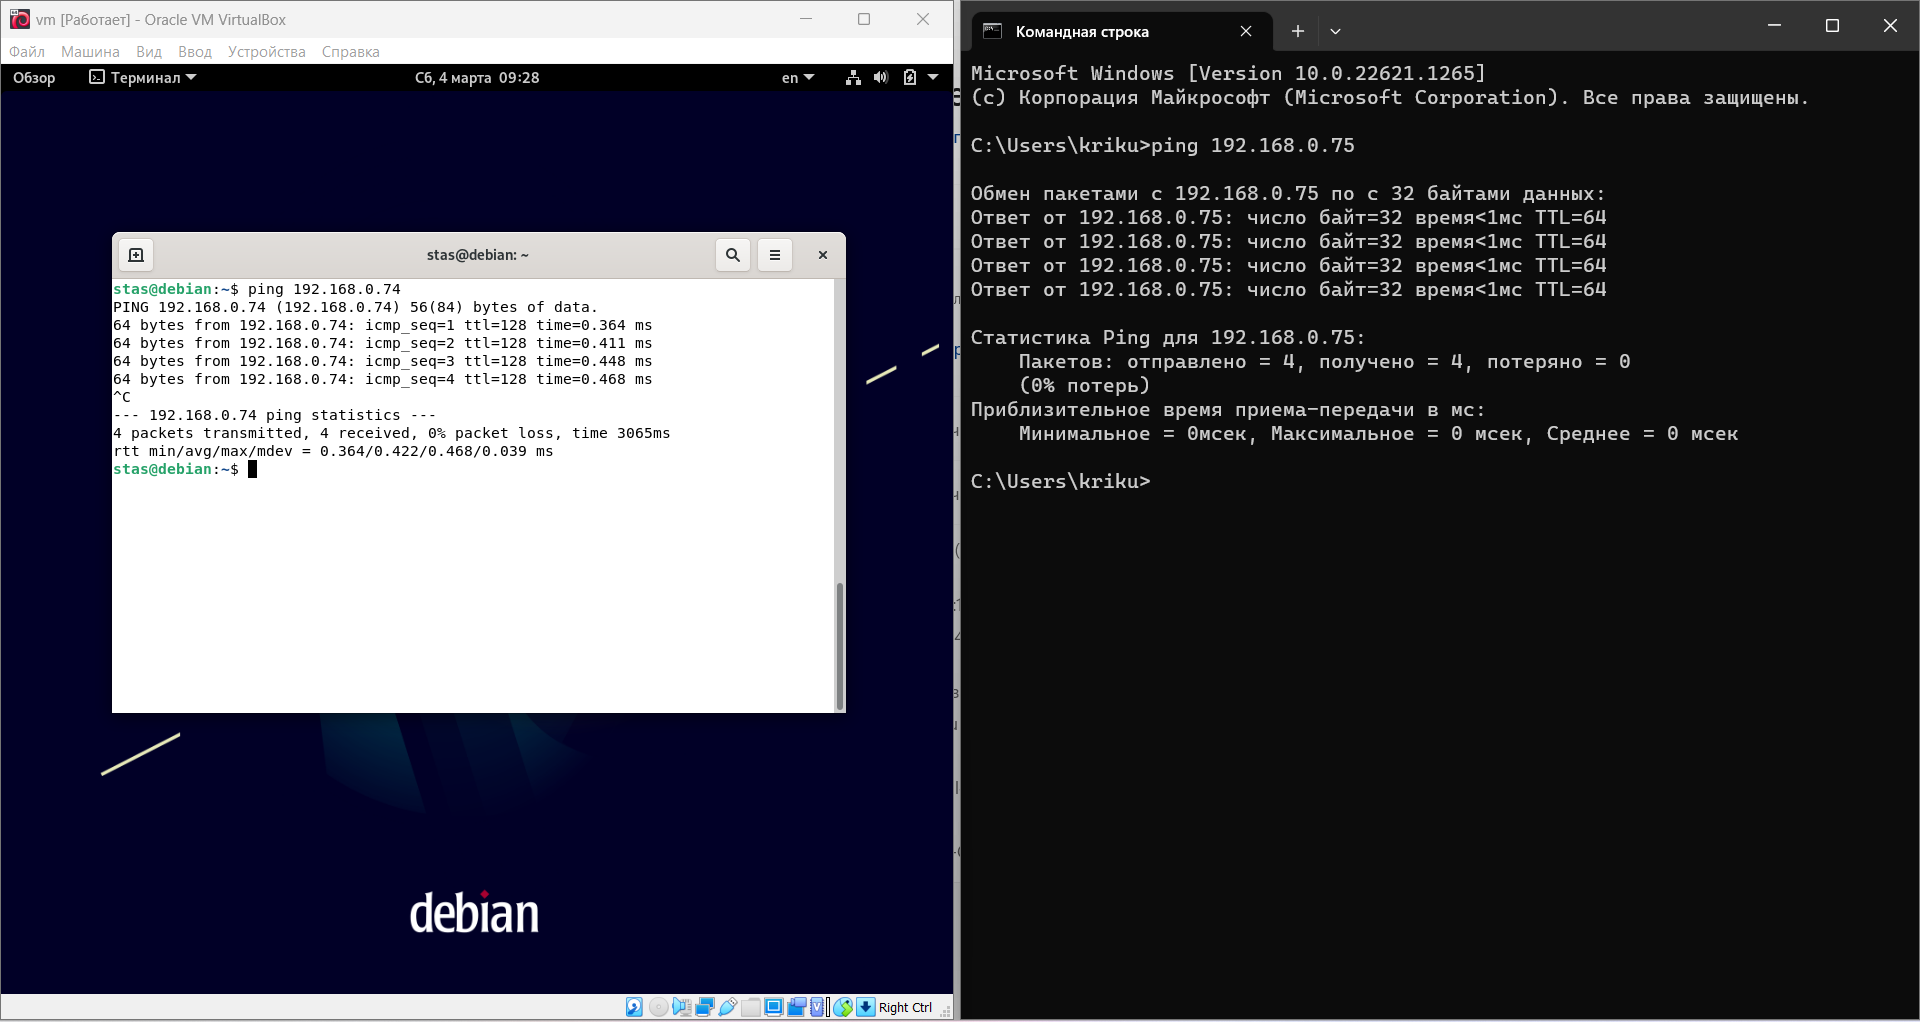 vm [Работает] - Oracle VM VirtualBox
Файл Машина Вид Ввод Устройства Справка
Обзор Терминал Сб, 4 марта 09:28 en
stas@debian: ~
stas@debian:~$ ping 192.168.0.74
PING 192.168.0.74 (192.168.0.74) 56(84) bytes of data.
64 bytes from 192.168.0.74: icmp_seq=1 ttl=128 time=0.364 ms
64 bytes from 192.168.0.74: icmp_seq=2 ttl=128 time=0.411 ms
64 bytes from 192.168.0.74: icmp_seq=3 ttl=128 time=0.448 ms
64 bytes from 192.168.0.74: icmp_seq=4 ttl=128 time=0.468 ms
^C
--- 192.168.0.74 ping statistics ---
4 packets transmitted, 4 received, 0% packet loss, time 3065ms
rtt min/avg/max/mdev = 0.364/0.422/0.468/0.039 ms
stas@debian:~$
debian
Right Ctrl
Командная строка
Microsoft Windows [Version 10.0.22621.1265]
(c) Корпорация Майкрософт (Microsoft Corporation). Все права защищены.
C:\Users\kriku>ping 192.168.0.75
Обмен пакетами с 192.168.0.75 по с 32 байтами данных:
Ответ от 192.168.0.75: число байт=32 время<1мс TTL=64
Ответ от 192.168.0.75: число байт=32 время<1мс TTL=64
Ответ от 192.168.0.75: число байт=32 время<1мс TTL=64
Ответ от 192.168.0.75: число байт=32 время<1мс TTL=64
Статистика Ping для 192.168.0.75:
Пакетов: отправлено = 4, получено = 4, потеряно = 0
(0% потерь)
Приблизительное время приема-передачи в мс:
Минимальное = 0мсек, Максимальное = 0 мсек, Среднее = 0 мсек
C:\Users\kriku>